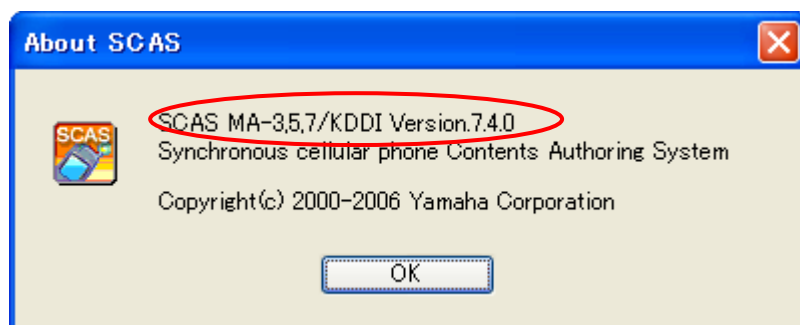 About SCAS
SCAS
SCAS MA-3,5,7/KDDI Version.7.4.0
Synchronous cellular phone Contents Authoring System
Copyright(c) 2000-2006 Yamaha Corporation
OK